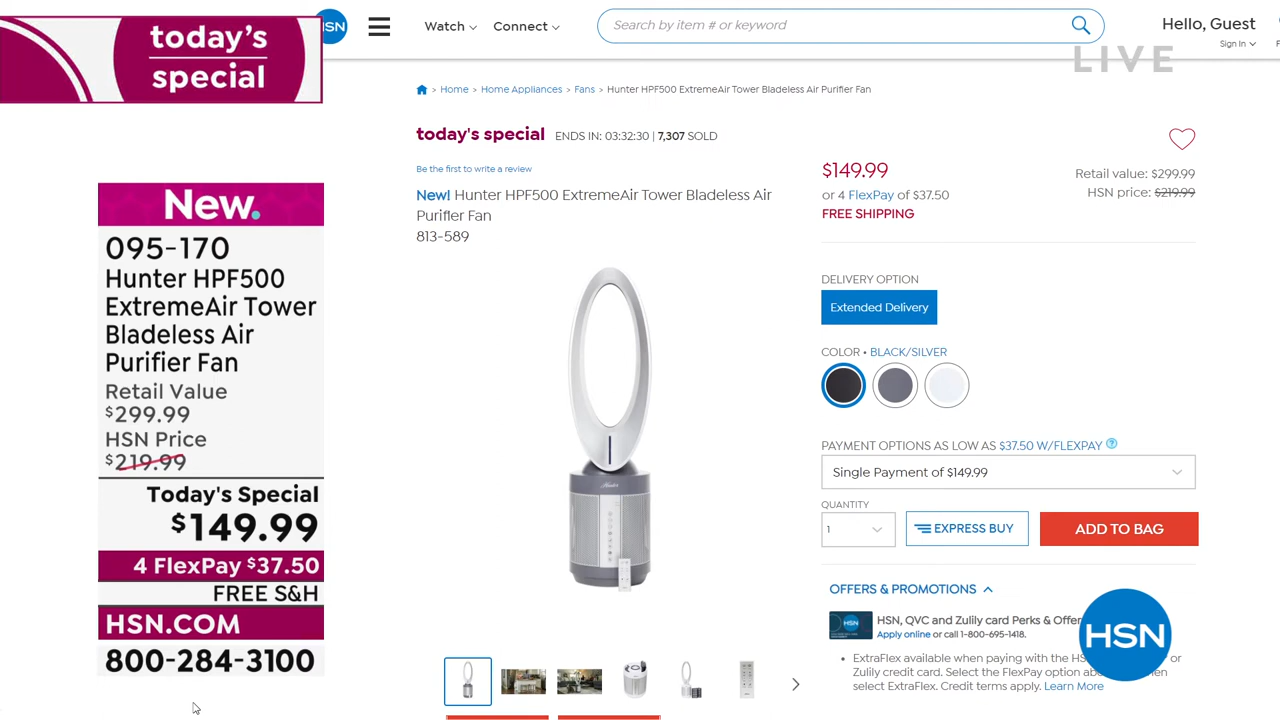 today's
special
HSN
Watch
Connect
Search by item # or keyword
Hello, Guest
Sign In
LIVE
Home > Home Appliances > Fans > Hunter HPF500 ExtremeAir Tower Bladeless Air Purifier Fan
today's special ENDS IN: 03:32:30 | 7,307 SOLD
Be the first to write a review
New! Hunter HPF500 ExtremeAir Tower Bladeless Air
Purifier Fan
813-589
$149.99
or 4 FlexPay of $37.50
FREE SHIPPING
Retail value: $299.99
HSN price: $219.99
DELIVERY OPTION
Extended Delivery
COLOR • BLACK/SILVER
PAYMENT OPTIONS AS LOW AS $37.50 W/FLEXPAY ?
Single Payment of $149.99
QUANTITY
1
EXPRESS BUY
ADD TO BAG
OFFERS & PROMOTIONS
HSN
HSN, QVC and Zulily card Perks & Offer
Apply online or call 1-800-695-1418.
• ExtraFlex available when paying with the HS
or
Zulily credit card. Select the FlexPay option
select ExtraFlex. Credit terms apply. Learn More
HSN
Hunter
New.
095-170
Hunter HPF500
ExtremeAir Tower
Bladeless Air
Purifier Fan
Retail Value
$299.99
HSN Price
$219.99
Today's Special
$149.99
4 FlexPay $37.50
FREE S&H
HSN.COM
800-284-3100